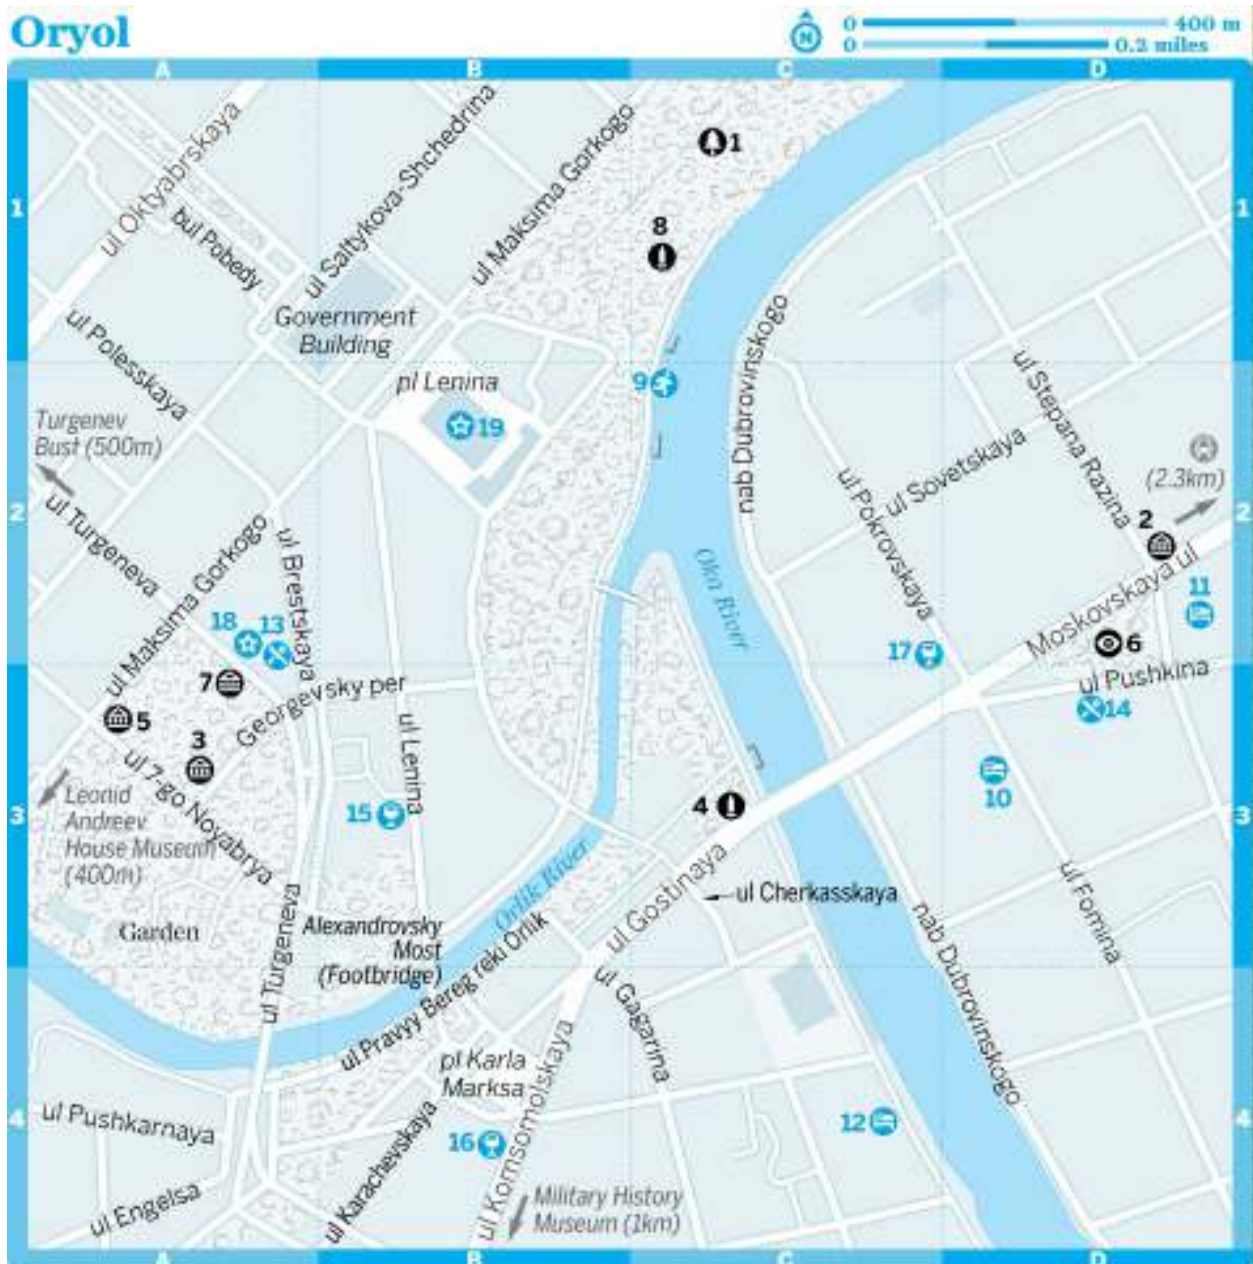 Oryol
N
0 400 m
0 0.2 miles
A B C D
1
1
ul Oktyabrskaya
bul Pobedy
ul Saltykova-Shchedrina
ul Maksima Gorkogo
1
8
Government
Building
ul Polesskaya
nab Dubrovinskogo
pl Lenina
9
19
ul Stepana Razina
Turgenev
Bust (500m)
ul Sovetskaya
(2.3km)
2
2
ul Turgeneva
ul Maksima Gorkogo
ul Brestskaya
ul Pokrovskaya
2
Oka River
Moskovskaya ul
11
18
13
17
6
7
Georgevsky per
ul Pushkina
14
5
3
ul Lenina
ul 7-go Noyabrya
10
Leonid
Andreev
House Museum
(400m)
15
4
3
3
Orlik River
ul Gostinaya
ul Cherkasskaya
ul Fomina
Garden
ul Turgeneva
Alexandrovsky
Most
(Footbridge)
ul Pravyy Bereg reki Orlik
ul Gagarina
nab Dubrovinskogo
pl Karla
Marksa
4
4
ul Pushkarnaya
ul Karachevskaya
16
ul Komsomolskaya
12
ul Engelsa
Military History
Museum (1km)
A B C D